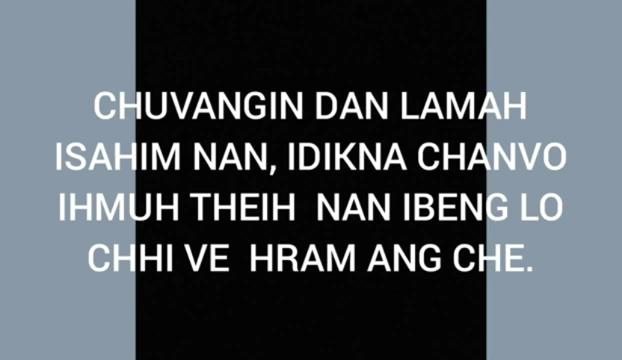 CHUVANGIN DAN LAMAH
ISAHIM NAN, IDIKNA CHANVO
IHMUH THEIH  NAN IBENG LO
CHHI VE  HRAM ANG CHE.